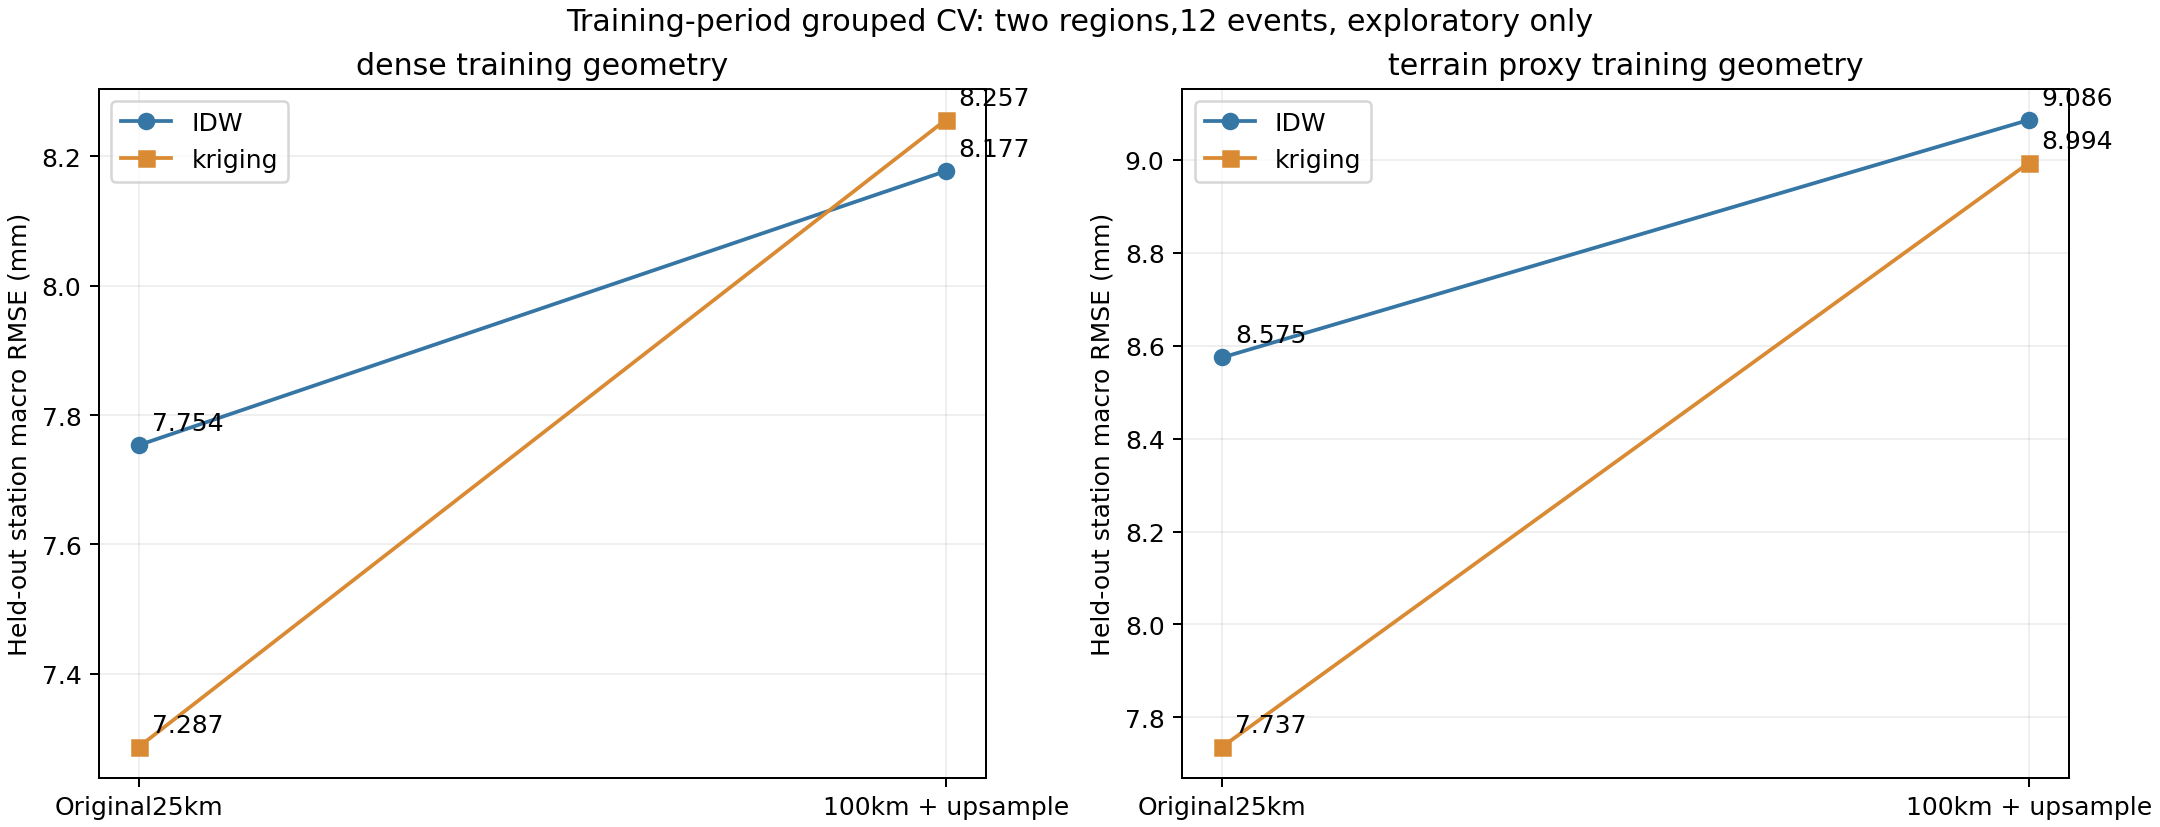 Training-period grouped CV: two regions,12 events, exploratory only
dense training geometry
Held-out station macro RMSE (mm)
8.2
8.0
7.8
7.6
7.4
IDW
kriging
8.257
8.177
7.754
7.287
Original25km
100km + upsample
terrain proxy training geometry
Held-out station macro RMSE (mm)
9.0
8.8
8.6
8.4
8.2
8.0
7.8
IDW
kriging
9.086
8.994
8.575
7.737
Original25km
100km + upsample